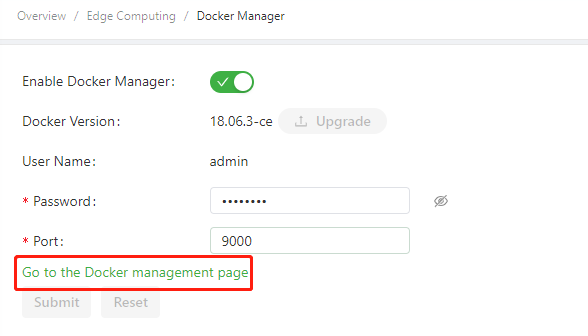 Overview / Edge Computing / Docker Manager
Enable Docker Manager:
Docker Version: 18.06.3-ce Upgrade
User Name: admin
* Password: ••••••••
* Port: 9000
Go to the Docker management page
Submit Reset